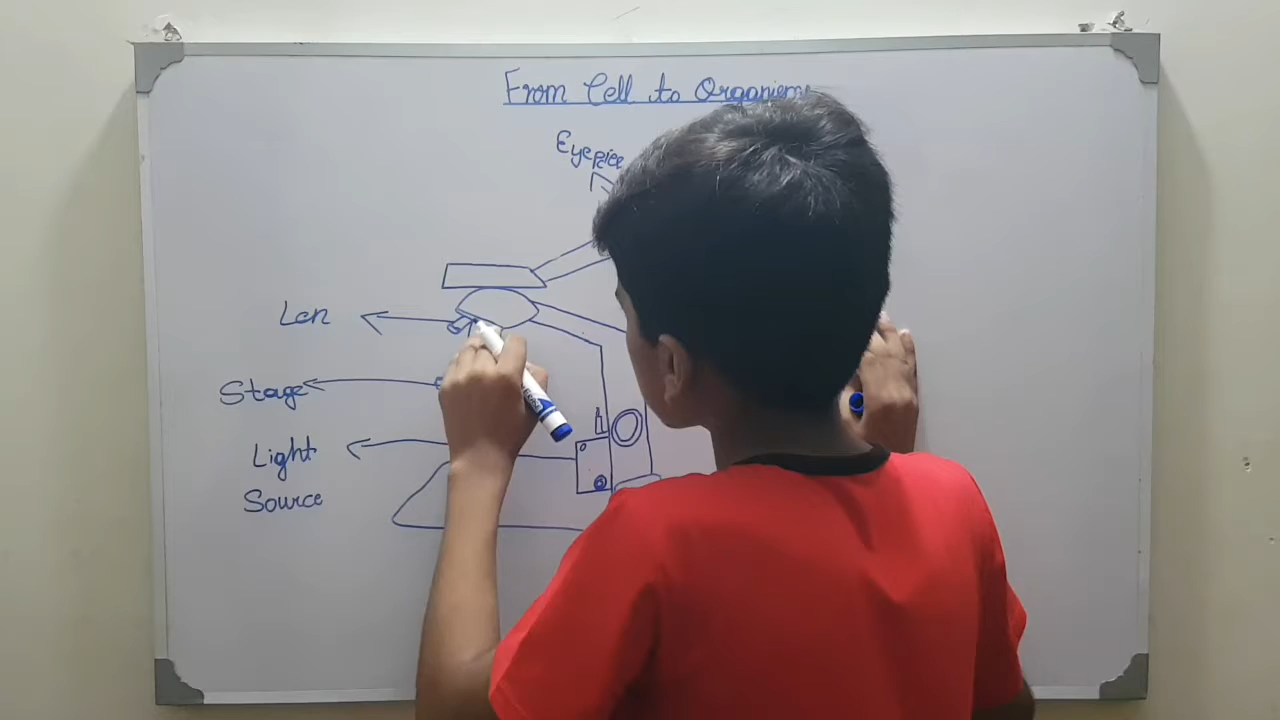 From Cell to Organism
Eyepiece
Len
Stage
Light
Source